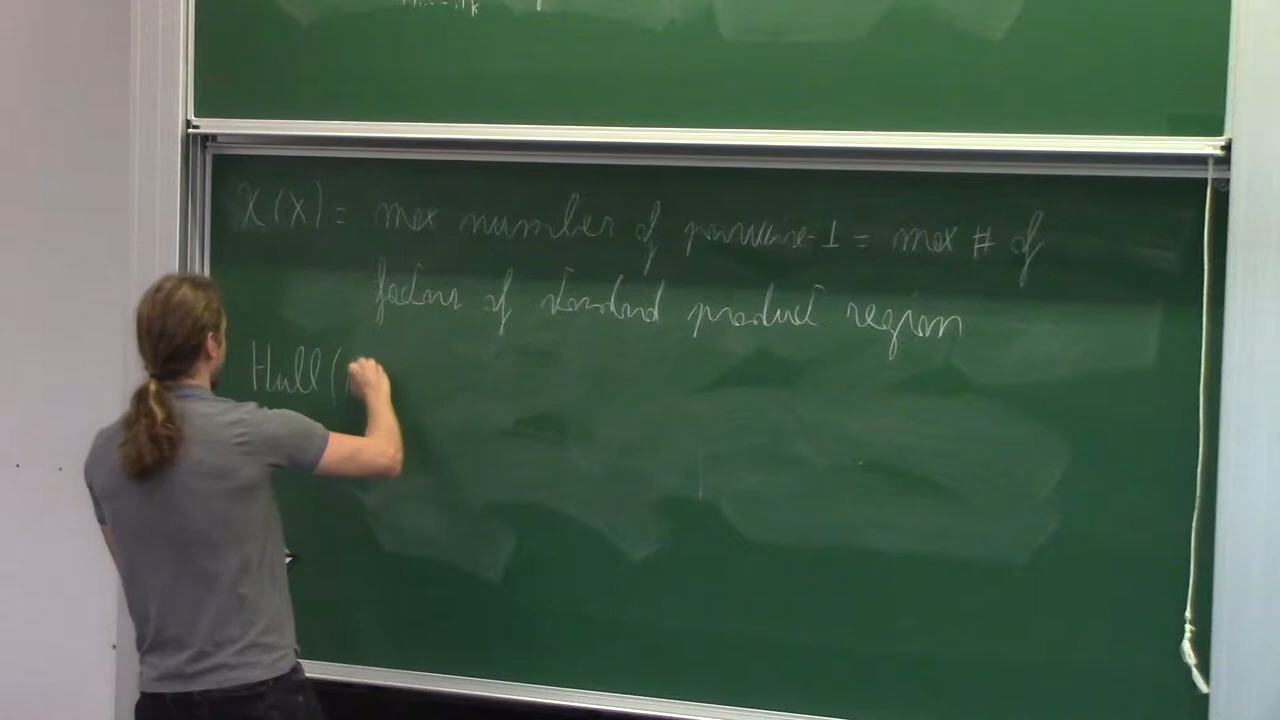 χ(X) = max number of pairwise-⊥ = max # of
factors of standard product region
Hull(